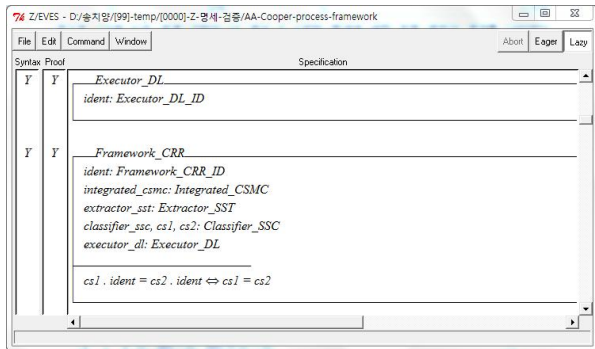 Z/EVES - D:/송치양/[99]-temp/[0000]-Z-명세-검증/AA-Cooper-process-framework
File Edit Command Window Abort Eager Lazy
Syntax Proof Specification
Y Y Executor_DL
ident: Executor_DL_ID
Y Y Framework_CRR
ident: Framework_CRR_ID
integrated_csmc: Integrated_CSMC
extractor_sst: Extractor_SST
classifier_ssc, cs1, cs2: Classifier_SSC
executor_dl: Executor_DL
cs1 . ident = cs2 . ident ⇔ cs1 = cs2